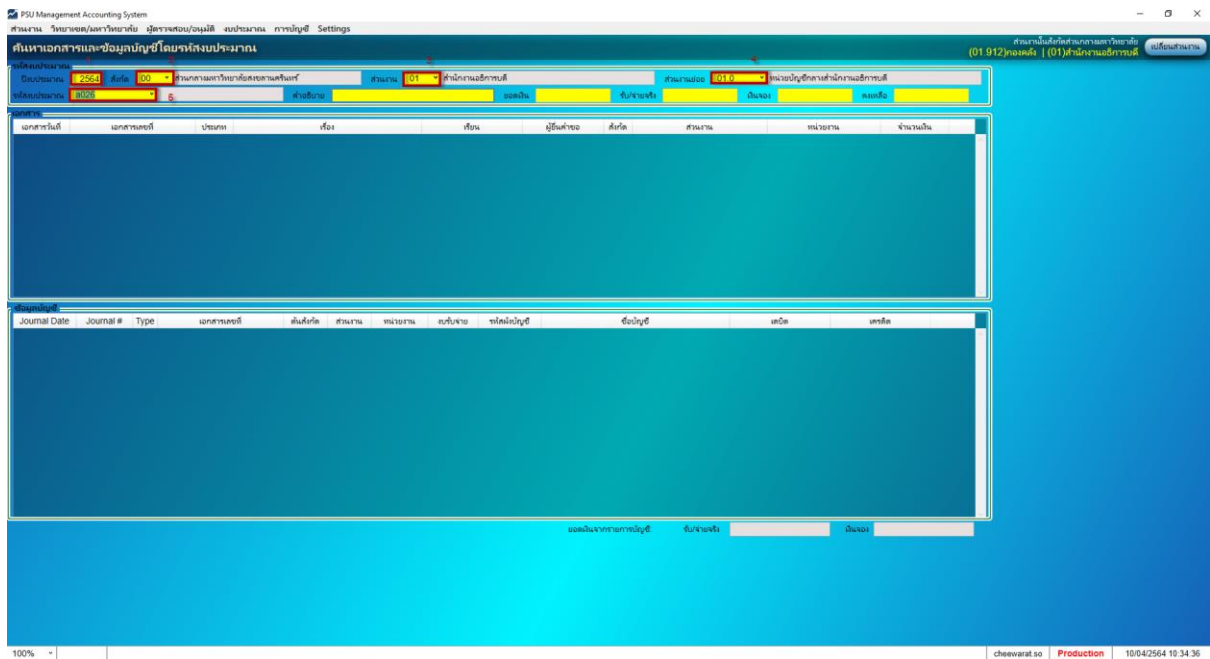 PSU Management Accounting System
ส่วนงาน วิทยาเขต/มหาวิทยาลัย ผู้ตรวจสอบ/อนุมัติ งบประมาณ การบัญชี Settings
ค้นหาเอกสารและข้อมูลบัญชีโดยรหัสงบประมาณ
ส่วนงานในสังกัดส่วนกลางมหาวิทยาลัย
(01.912)กองคลัง | (01)สำนักงานอธิการบดี
เปลี่ยนส่วนงาน
รหัสงบประมาณ
ปีงบประมาณ 2564 สังกัด 00 ส่วนกลางมหาวิทยาลัยสงขลานครินทร์ ส่วนงาน 01 สำนักงานอธิการบดี ส่วนงานย่อย 01.0 หน่วยบัญชีกลางสำนักงานอธิการบดี
รหัสงบประมาณ a026 5. คำอธิบาย ยอดเงิน รับ/จ่ายจริง เงินจอง คงเหลือ
เอกสาร
เอกสารวันที่ เอกสารเลขที่ ประเภท เรื่อง เรียน ผู้ยื่นคำขอ สังกัด ส่วนงาน หน่วยงาน จำนวนเงิน
ข้อมูลบัญชี
Journal Date Journal # Type เอกสารเลขที่ ต้นสังกัด ส่วนงาน หน่วยงาน งบรับจ่าย รหัสผังบัญชี ชื่อบัญชี เดบิต เครดิต
ยอดเงินจากรายการบัญชี รับ/จ่ายจริง เงินจอง
100% cheewarat.so Production 10/04/2564 10:34:36